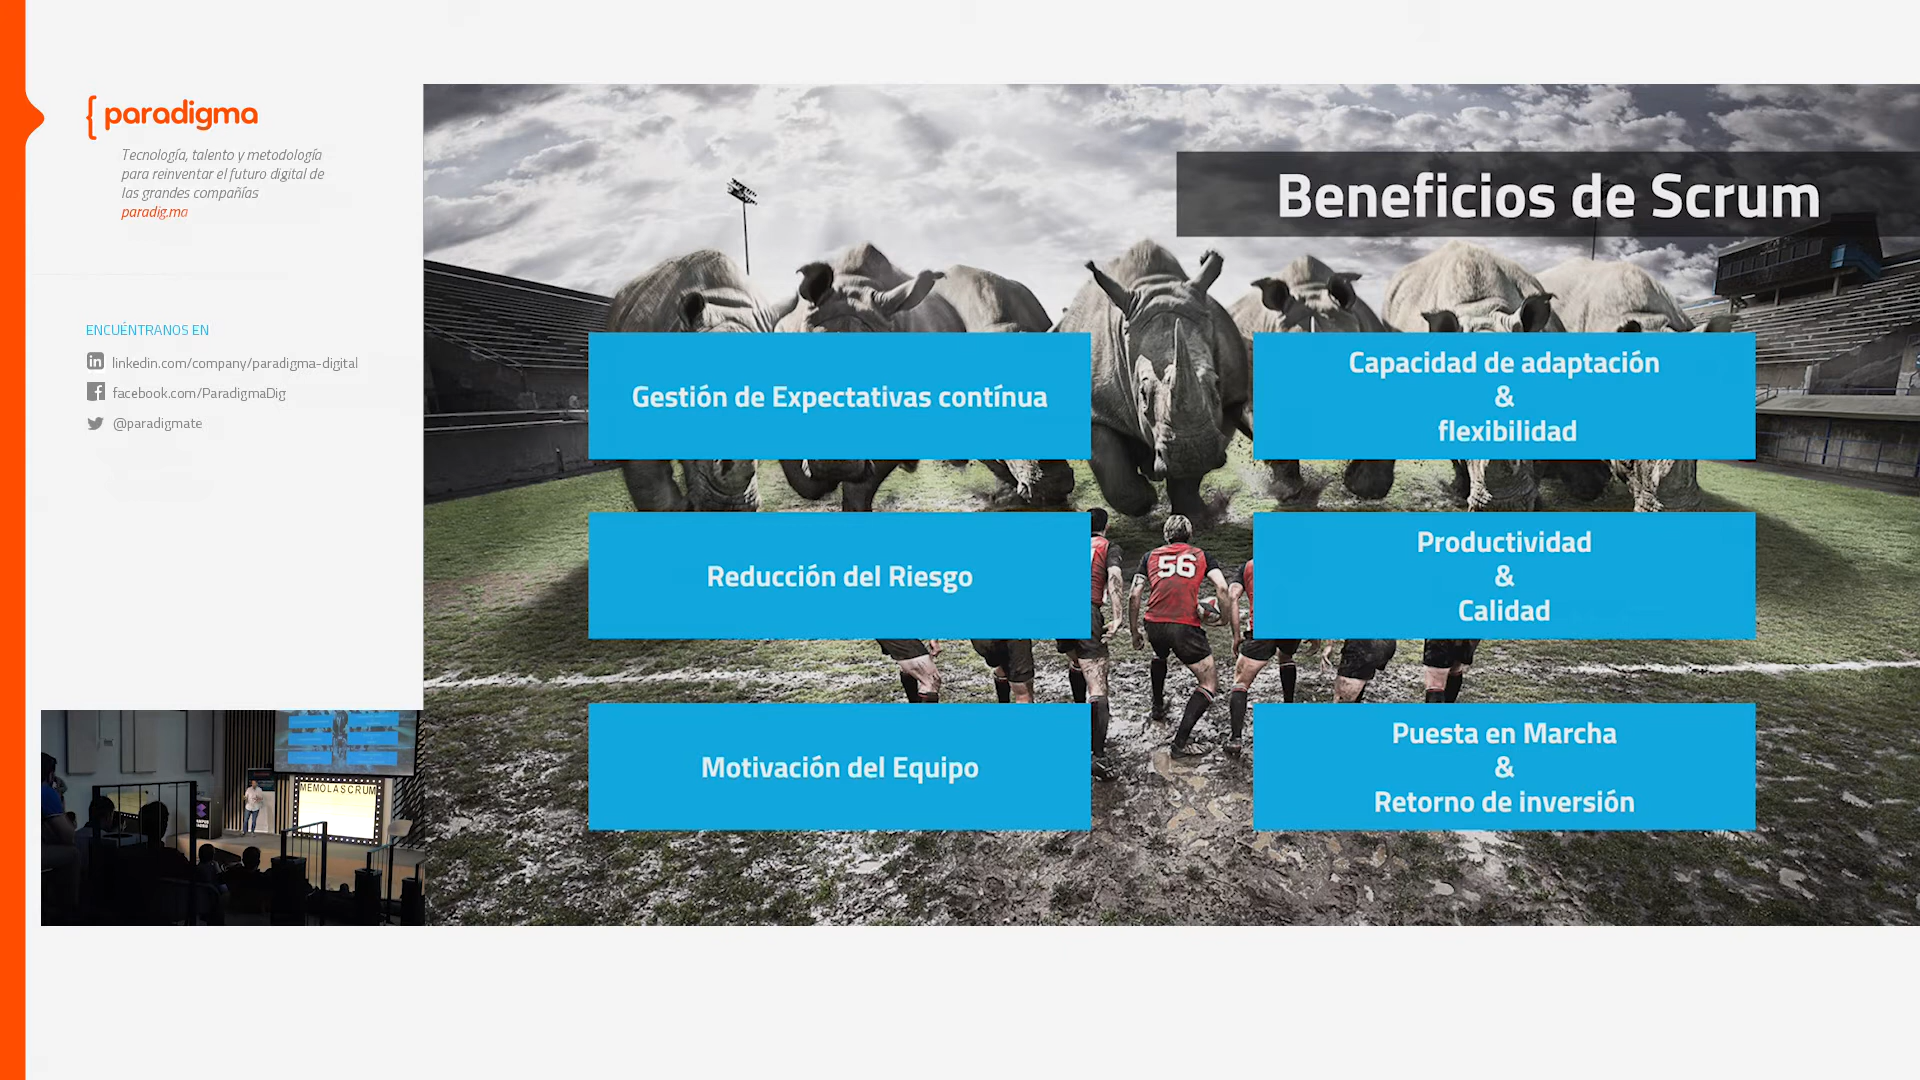 paradigma
Tecnología, talento y metodología
para reinventar el futuro digital de
las grandes compañías
paradig.ma
ENCUÉNTRANOS EN
linkedin.com/company/paradigma-digital
facebook.com/ParadigmaDig
@paradigmate
Beneficios de Scrum
Gestión de Expectativas contínua
Capacidad de adaptación
&
flexibilidad
Reducción del Riesgo
56
Productividad
&
Calidad
Motivación del Equipo
Puesta en Marcha
&
Retorno de inversión
MEMOLASCRUM